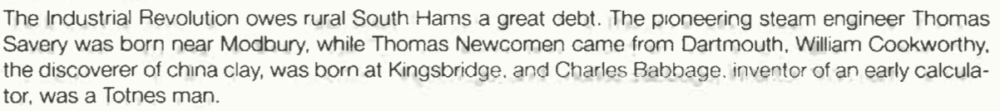 The Industrial Revolution owes rural South Hams a great debt. The pioneering steam engineer Thomas
Savery was born near Modbury, while Thomas Newcomen came from Dartmouth, William Cookworthy,
the discoverer of china clay, was born at Kingsbridge, and Charles Babbage, inventor of an early calcula-
tor, was a Totnes man.